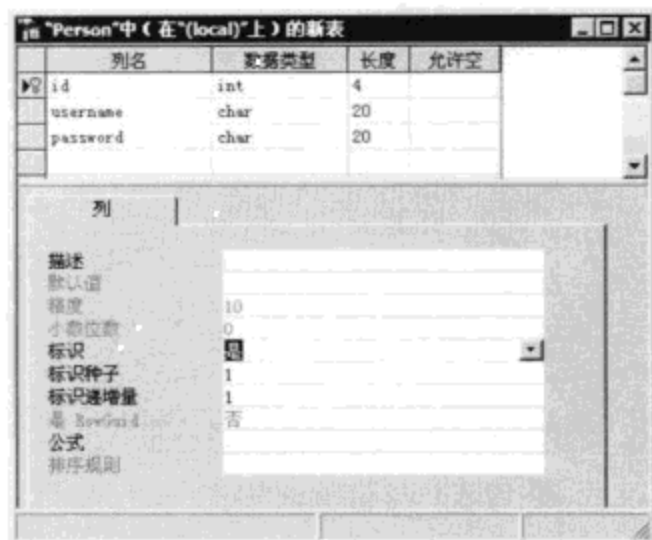 "Person"中(在"(local)"上)的新表
列名 数据类型 长度 允许空
id int 4
username char 20
password char 20
列
描述
默认值
精度 10
小数位数 0
标识 是
标识种子 1
标识递增量 1
是 RowGuid 否
公式
排序规则